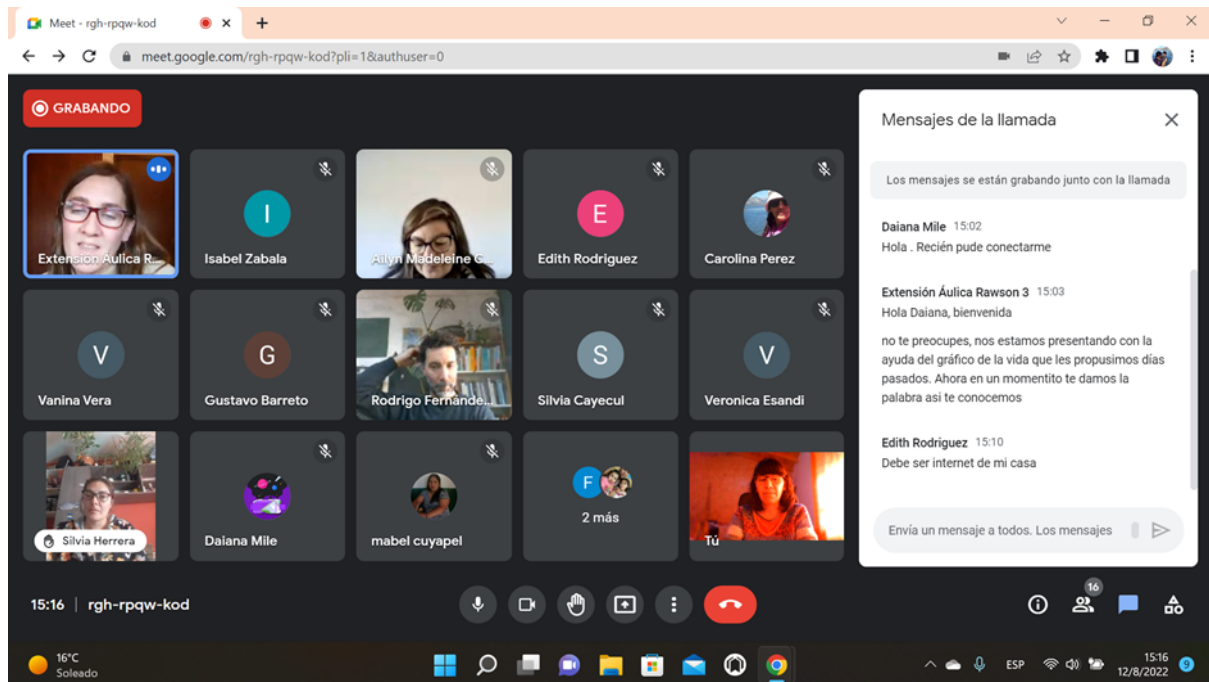 Meet - rgh-rpqw-kod
meet.google.com/rgh-rpqw-kod?pli=1&authuser=0
GRABANDO
Extensión Aulica R...
I
Isabel Zabala
Ailyn Madeleine G...
E
Edith Rodriguez
Carolina Perez
V
Vanina Vera
G
Gustavo Barreto
Rodrigo Fernande...
S
Silvia Cayecul
V
Veronica Esandi
Silvia Herrera
Daiana Mile
mabel cuyapel
F
2 más
Tú
Mensajes de la llamada
Los mensajes se están grabando junto con la llamada
Daiana Mile 15:02
Hola . Recién pude conectarme
Extensión Áulica Rawson 3 15:03
Hola Daiana, bienvenida
no te preocupes, nos estamos presentando con la
ayuda del gráfico de la vida que les propusimos días
pasados. Ahora en un momentito te damos la
palabra asi te conocemos
Edith Rodriguez 15:10
Debe ser internet de mi casa
Envía un mensaje a todos. Los mensajes
15:16 | rgh-rpqw-kod
16
16°C
Soleado
ESP
15:16
12/8/2022
9